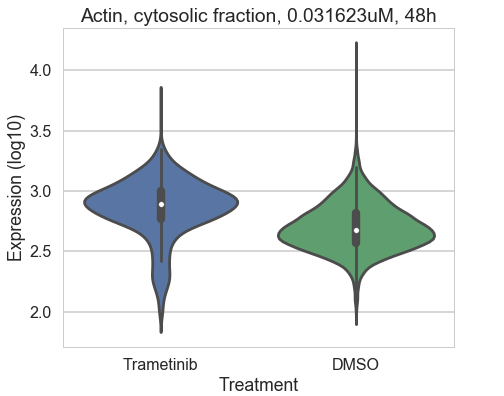 Actin, cytosolic fraction, 0.031623uM, 48h
Expression (log10)
4.0
3.5
3.0
2.5
2.0
Trametinib
DMSO
Treatment